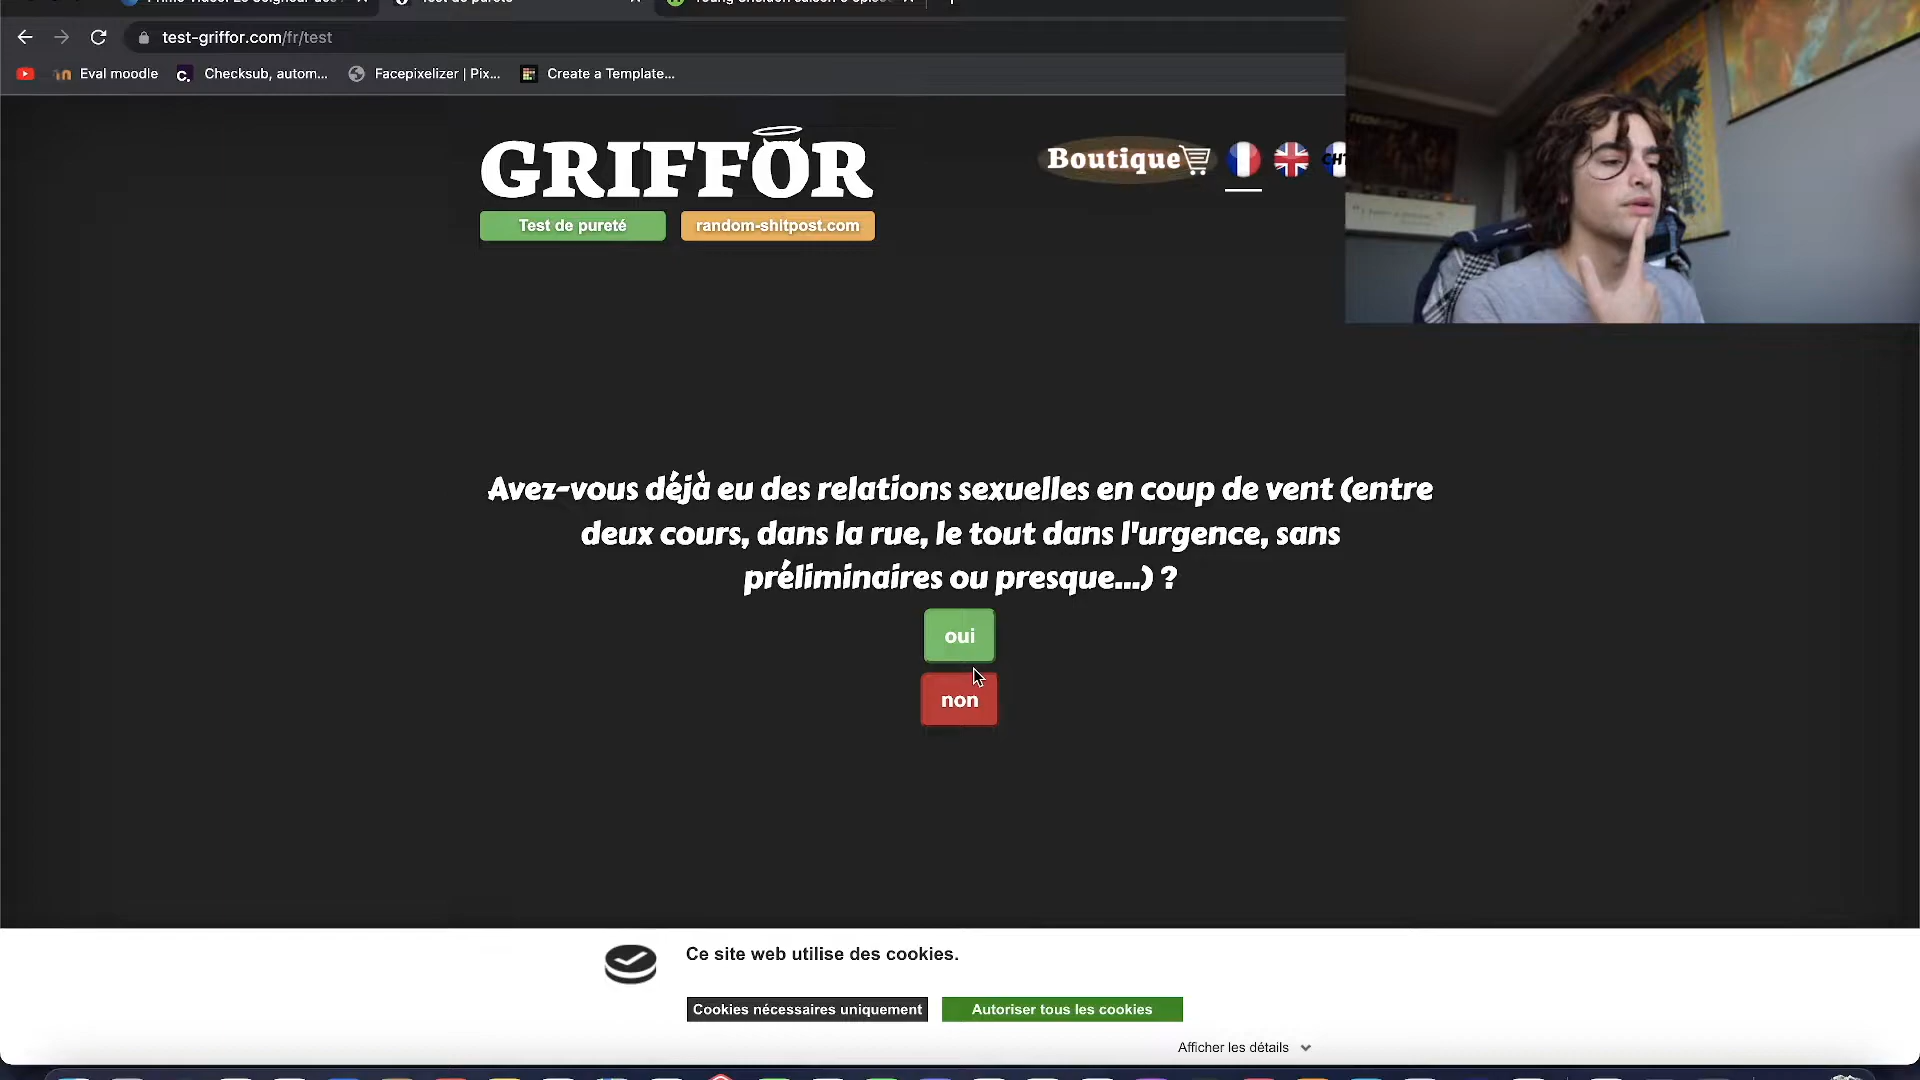 test-griffor.com/fr/test
Eval moodle
Checksub, autom...
Facepixelizer | Pix...
Create a Template...
GRIFFOR
Boutique
Test de pureté
random-shitpost.com
Avez-vous déjà eu des relations sexuelles en coup de vent (entre
deux cours, dans la rue, le tout dans l'urgence, sans
préliminaires ou presque...) ?
oui
non
Ce site web utilise des cookies.
Cookies nécessaires uniquement
Autoriser tous les cookies
Afficher les détails